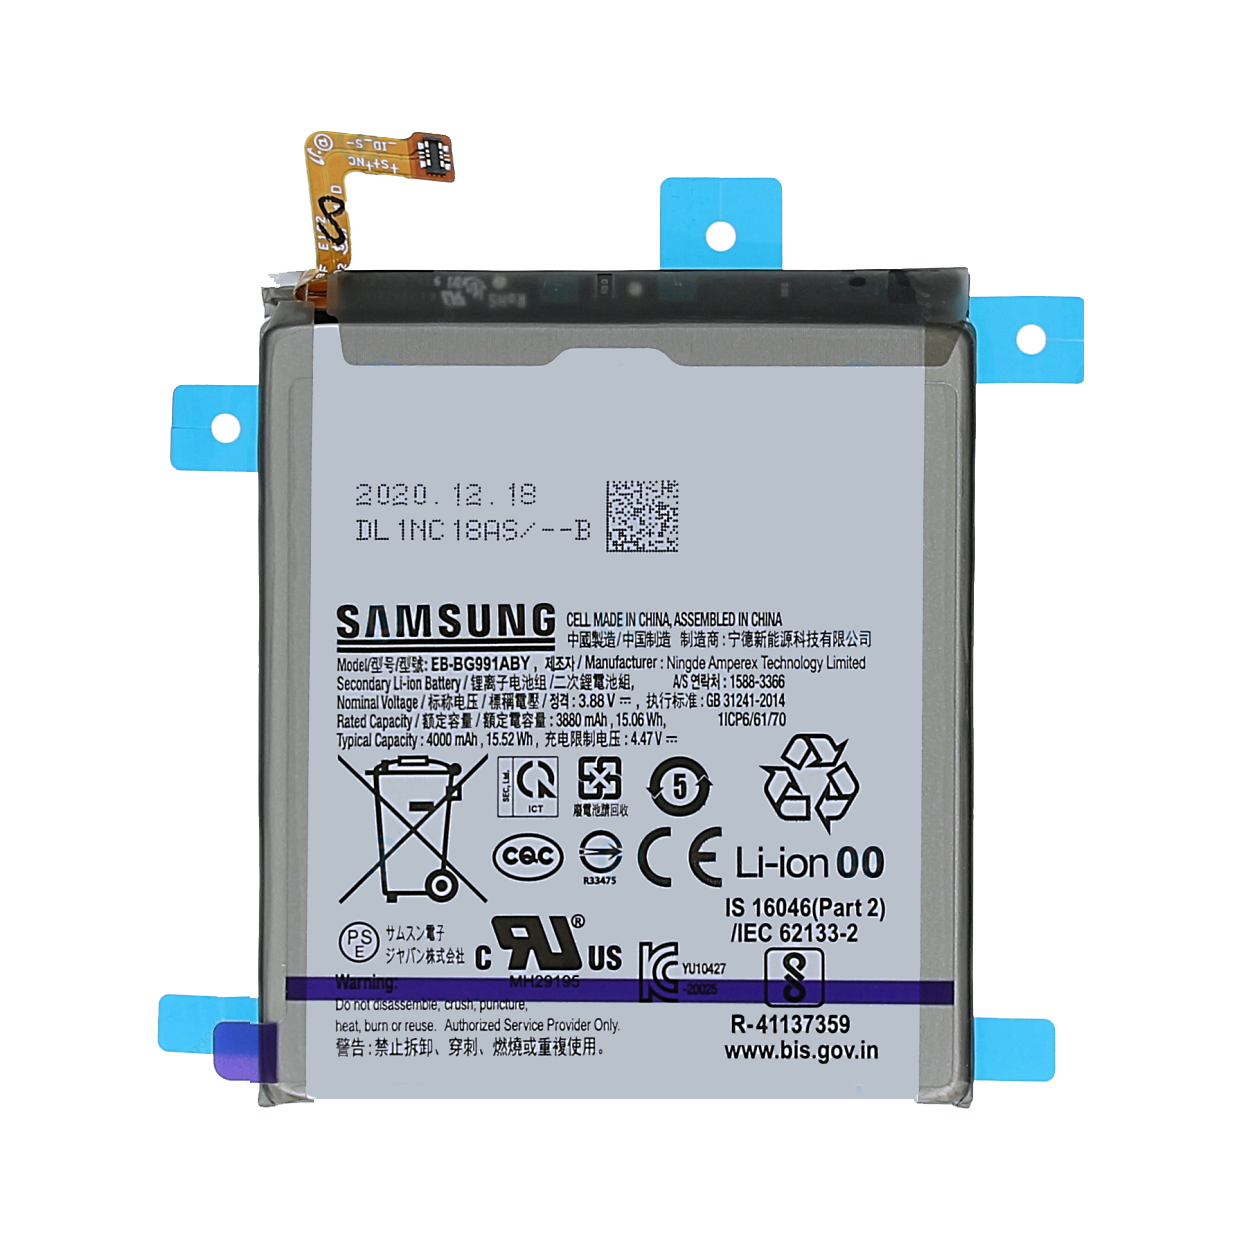 _ID_S-
+S++NC
2020.12.18
DL1NC18AS/--B
SAMSUNG
CELL MADE IN CHINA, ASSEMBLED IN CHINA
中國製造/中国制造 制造商:宁德新能源科技有限公司
Model/型号/型號: EB-BG991ABY , 제조자 / Manufacturer : Ningde Amperex Technology Limited
Secondary Li-ion Battery / 锂离子电池组 /二次鋰電池組, A/S 연락처 : 1588-3366
Nominal Voltage / 标称电压 / 標稱電壓 / 정격 : 3.88 V ⎓ , 执行标准 : GB 31241-2014
Rated Capacity / 额定容量 / 額定電容量 : 3880 mAh , 15.06 Wh, 1ICP6/61/70
Typical Capacity : 4000 mAh , 15.52 Wh , 充电限制电压 : 4.47 V ⎓
SEC, Ltd.
ICT
廢電池請回收
5
CQC
R33475
CE
Li-ion 00
IS 16046(Part 2)
/IEC 62133-2
PS
E
サムスン電子
ジャパン株式会社
C RU® US
MH29195
YU10427
-20025
R-41137359
www.bis.gov.in
Warning:
Do not disassemble, crush, puncture,
heat, burn or reuse. Authorized Service Provider Only.
警告 : 禁止拆卸、穿刺、燃燒或重複使用。